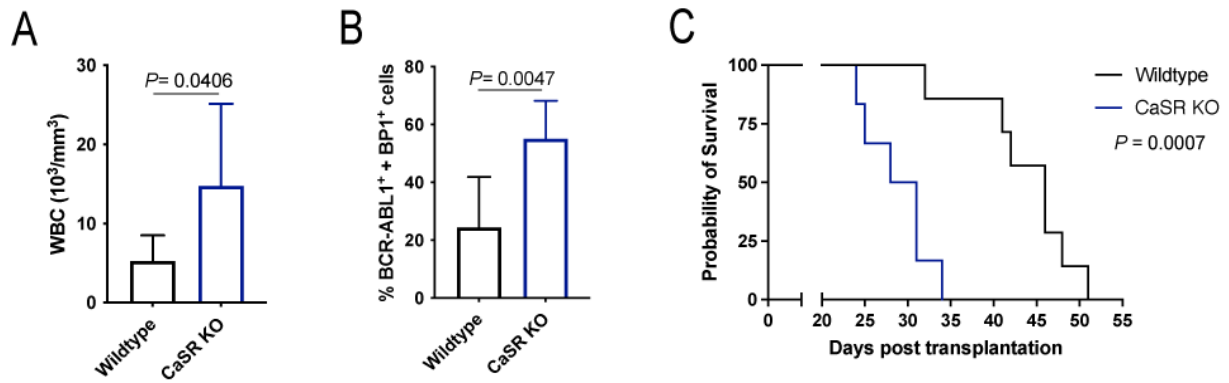 A
WBC (10³/mm³)
30
20
10
0
P= 0.0406
Wildtype
CaSR KO
B
% BCR-ABL1⁺ + BP1⁺ cells
80
60
40
20
0
P= 0.0047
Wildtype
CaSR KO
C
Probability of Survival
100
75
50
25
0
0 20 25 30 35 40 45 50 55
Days post transplantation
Wildtype
CaSR KO
P = 0.0007